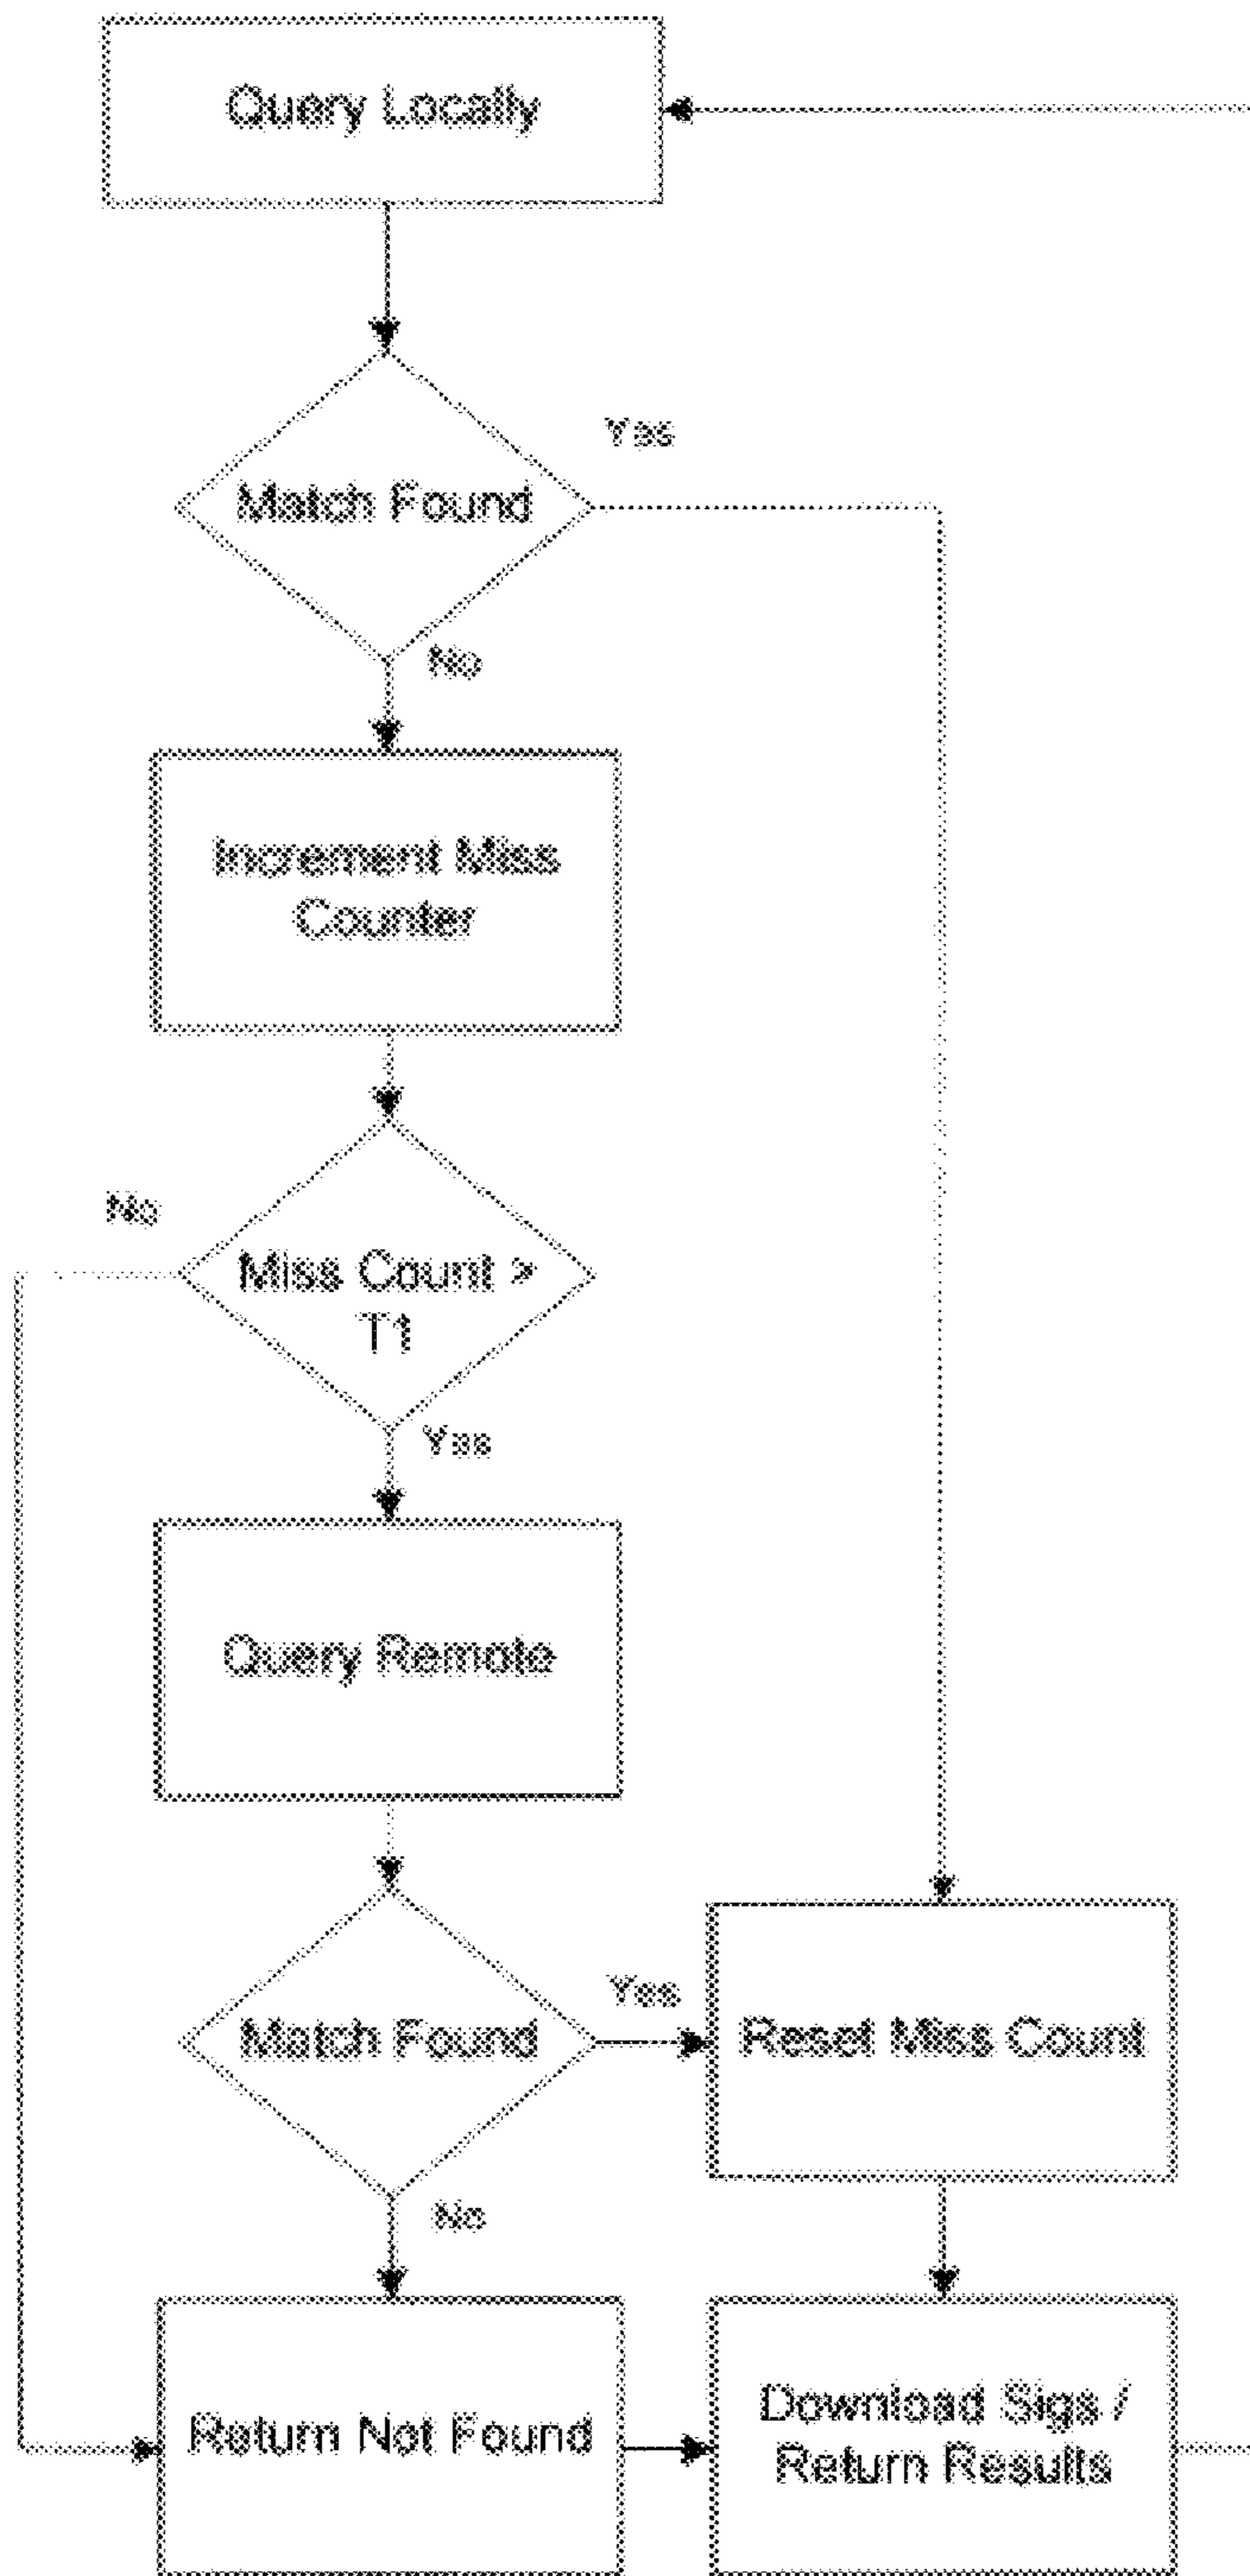 Query Locally
Yes
Match Found
No
Increment Miss
Counter
No
Miss Count >
T1
Yes
Query Remote
Yes
Match Found
Reset Miss Count
No
Return Not Found
Download Sigs /
Return Results